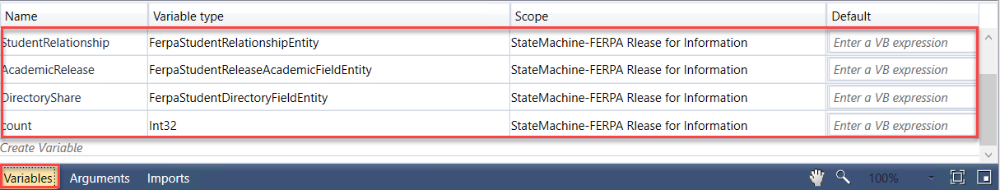 Name Variable type Scope Default
StudentRelationship FerpaStudentRelationshipEntity StateMachine-FERPA Rlease for Information Enter a VB expression
AcademicRelease FerpaStudentReleaseAcademicFieldEntity StateMachine-FERPA Rlease for Information Enter a VB expression
DirectoryShare FerpaStudentDirectoryFieldEntity StateMachine-FERPA Rlease for Information Enter a VB expression
count Int32 StateMachine-FERPA Rlease for Information Enter a VB expression
Create Variable
Variables Arguments Imports 100%